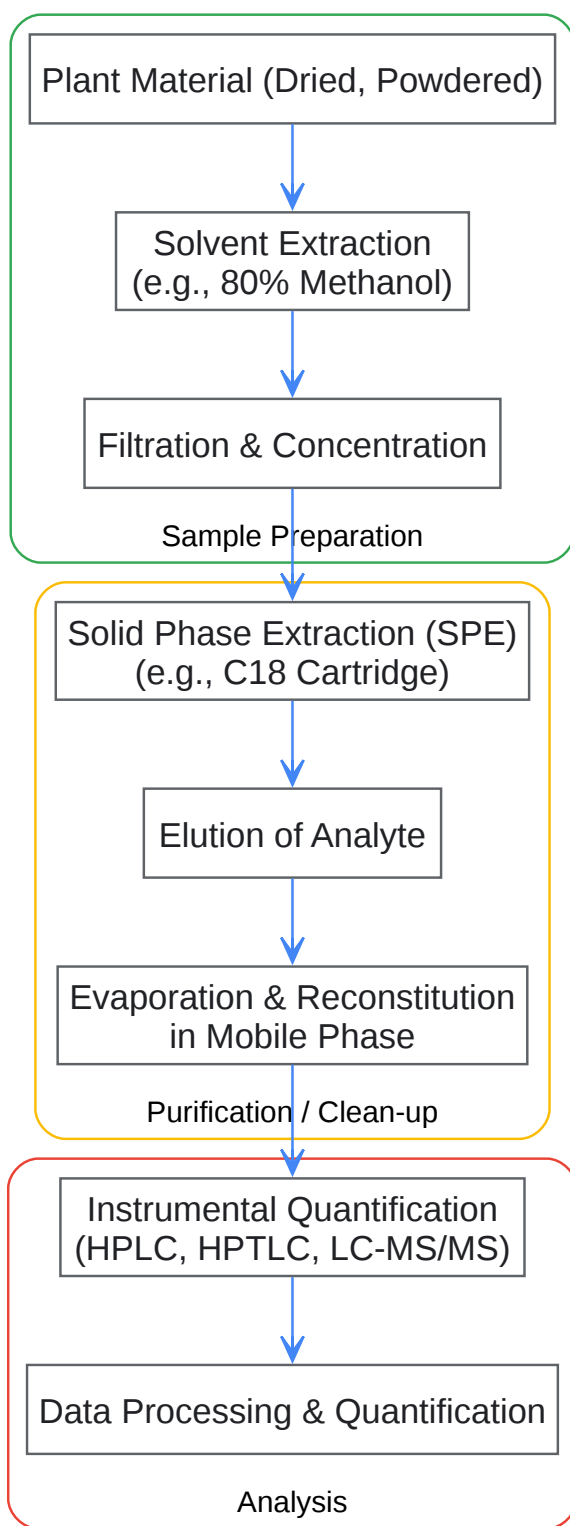 Plant Material (Dried, Powdered)
Solvent Extraction
(e.g., 80% Methanol)
Filtration & Concentration
Sample Preparation
Solid Phase Extraction (SPE)
(e.g., C18 Cartridge)
Elution of Analyte
Evaporation & Reconstitution
in Mobile Phase
Purification / Clean-up
Instrumental Quantification
(HPLC, HPTLC, LC-MS/MS)
Data Processing & Quantification
Analysis